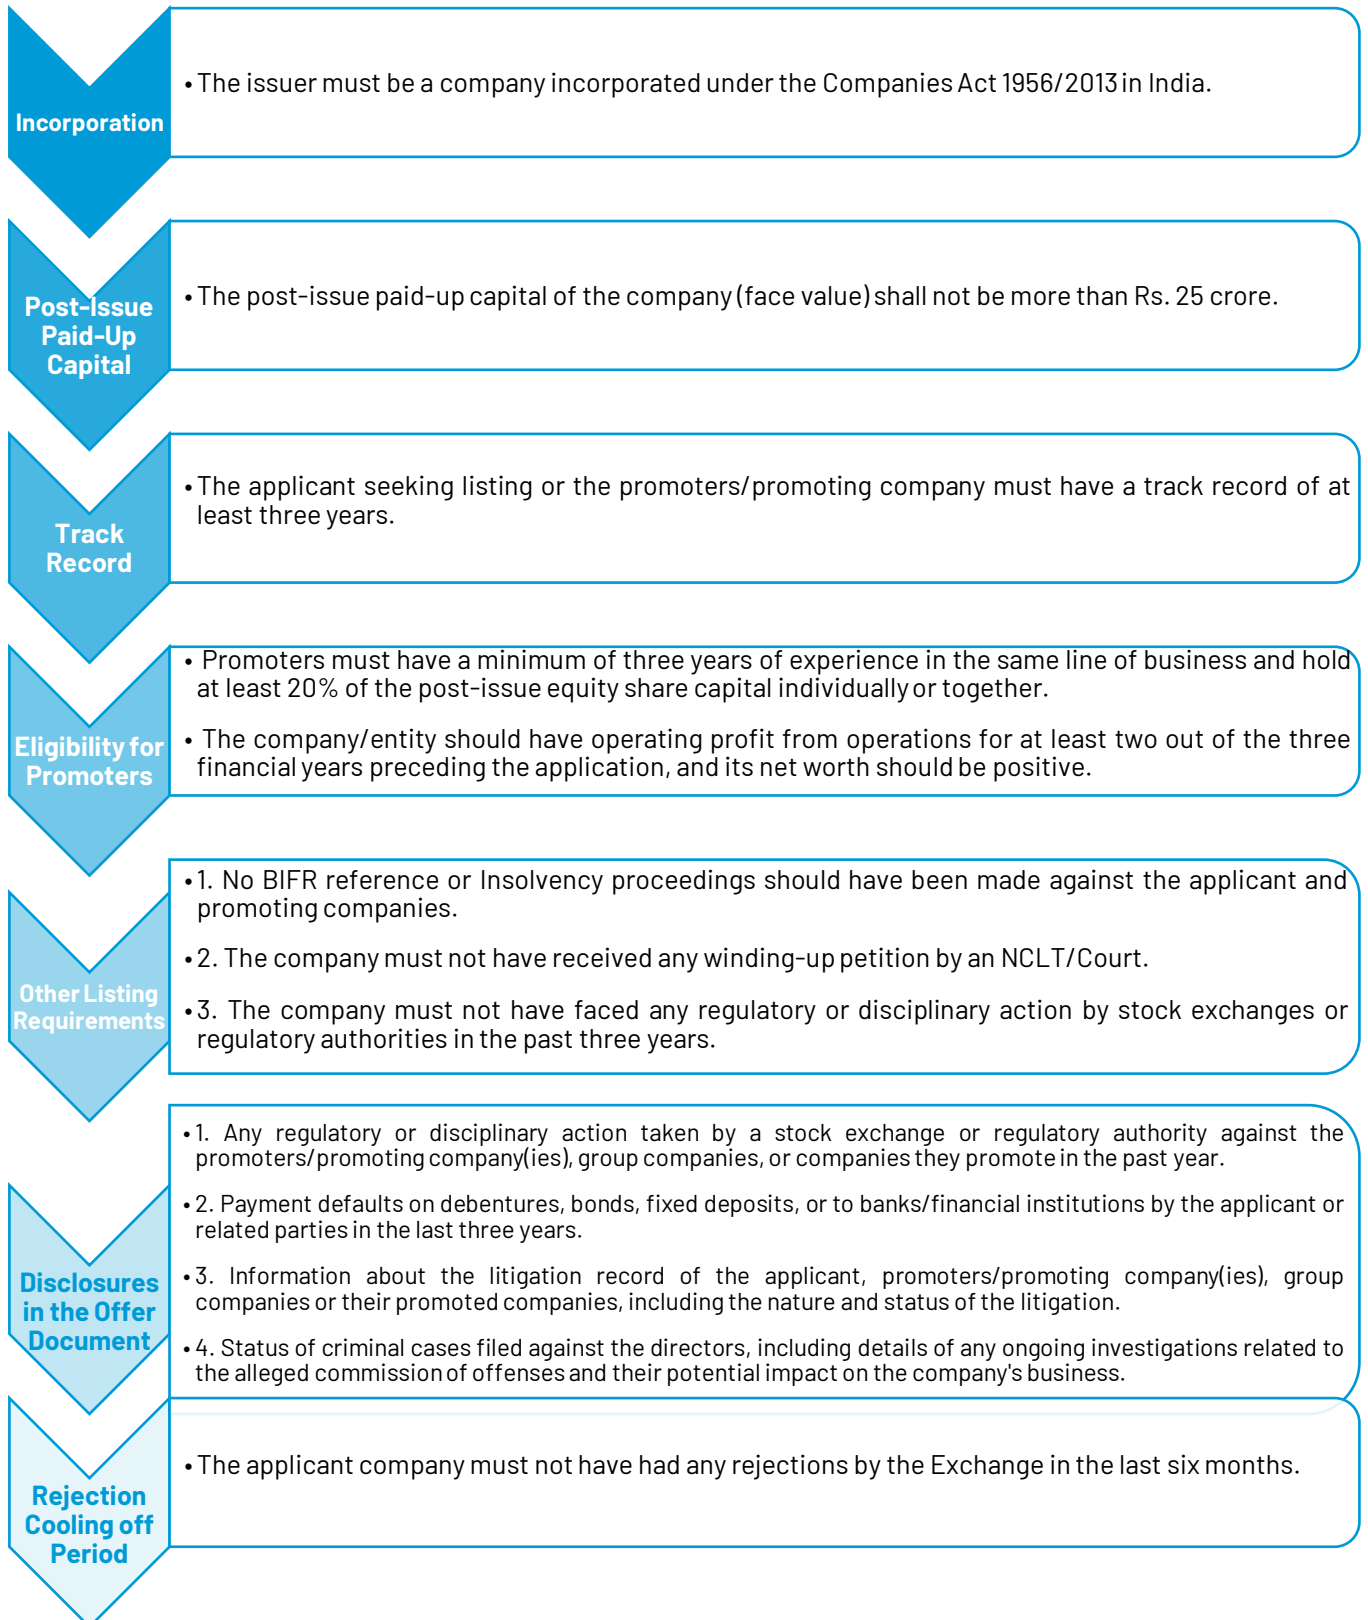 Incorporation
• The issuer must be a company incorporated under the Companies Act 1956/2013 in India.
Post-Issue
Paid-Up
Capital
• The post-issue paid-up capital of the company (face value) shall not be more than Rs. 25 crore.
Track
Record
• The applicant seeking listing or the promoters/promoting company must have a track record of at
least three years.
Eligibility for
Promoters
• Promoters must have a minimum of three years of experience in the same line of business and hold
at least 20% of the post-issue equity share capital individually or together.
• The company/entity should have operating profit from operations for at least two out of the three
financial years preceding the application, and its net worth should be positive.
Other Listing
Requirements
• 1. No BIFR reference or Insolvency proceedings should have been made against the applicant and
promoting companies.
• 2. The company must not have received any winding-up petition by an NCLT/Court.
• 3. The company must not have faced any regulatory or disciplinary action by stock exchanges or
regulatory authorities in the past three years.
Disclosures
in the Offer
Document
• 1. Any regulatory or disciplinary action taken by a stock exchange or regulatory authority against the
promoters/promoting company(ies), group companies, or companies they promote in the past year.
• 2. Payment defaults on debentures, bonds, fixed deposits, or to banks/financial institutions by the applicant or
related parties in the last three years.
• 3. Information about the litigation record of the applicant, promoters/promoting company(ies), group
companies or their promoted companies, including the nature and status of the litigation.
• 4. Status of criminal cases filed against the directors, including details of any ongoing investigations related to
the alleged commission of offenses and their potential impact on the company's business.
Rejection
Cooling off
Period
• The applicant company must not have had any rejections by the Exchange in the last six months.